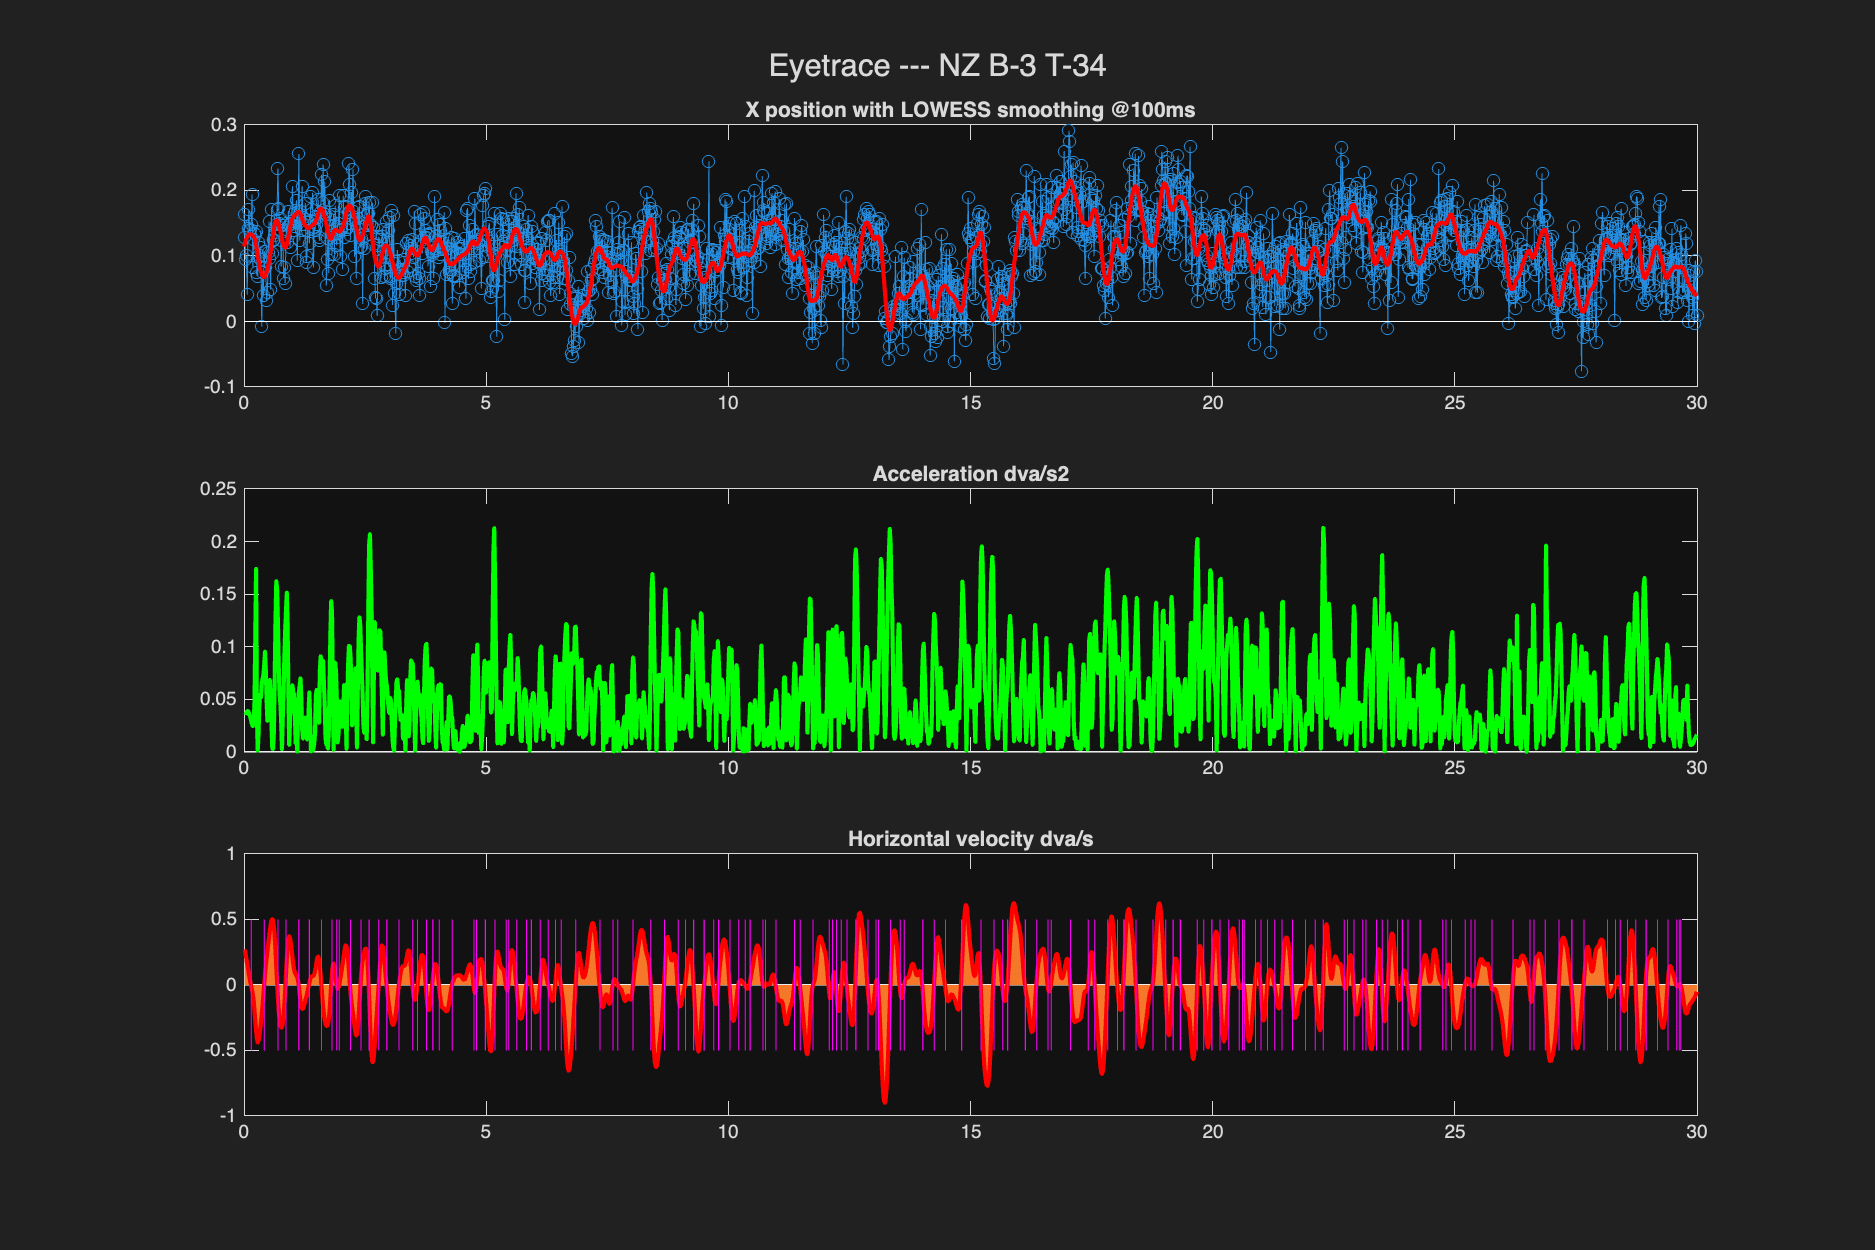 Eyetrace --- NZ B-3 T-34
X position with LOWESS smoothing @100ms
0.3
0.2
0.1
0
-0.1
0 5 10 15 20 25 30
Acceleration dva/s2
0.25
0.2
0.15
0.1
0.05
0
0 5 10 15 20 25 30
Horizontal velocity dva/s
1
0.5
0
-0.5
-1
0 5 10 15 20 25 30